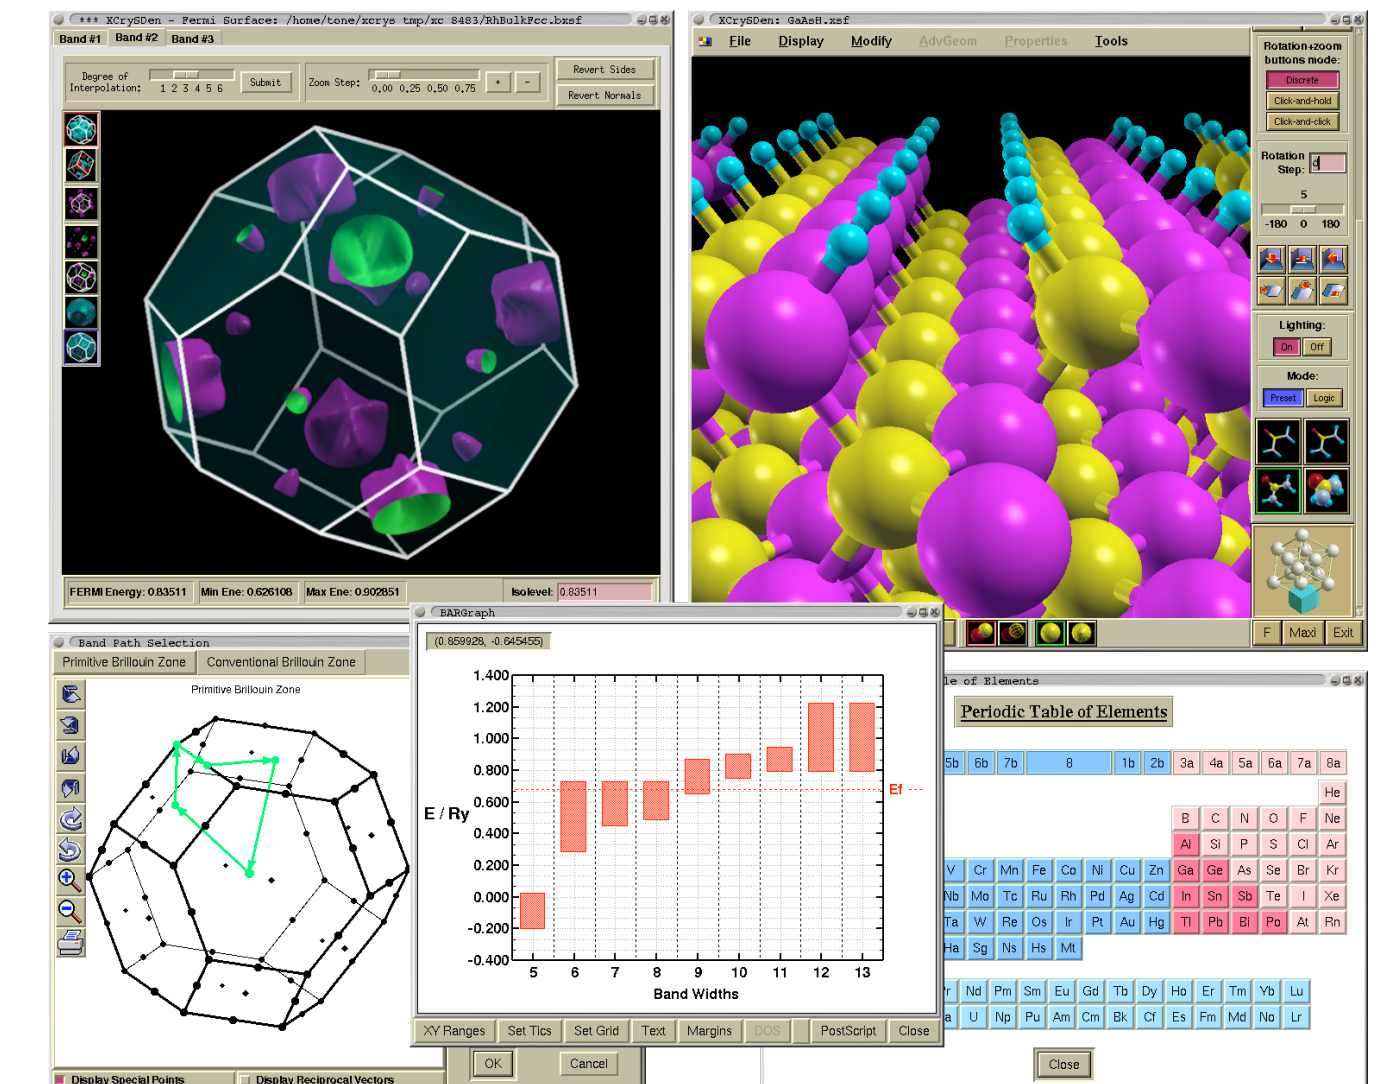 *** XCrySDen - Fermi Surface: /home/tone/xcrys tmp/xc 8483/RhBulkFcc.bxsf
Band #1 Band #2 Band #3
Degree of
Interpolation:
1 2 3 4 5 6
Submit
Zoom Step:
0.00 0.25 0.50 0.75
+ -
Revert Sides
Revert Normals
FERMI Energy: 0.83511 Min Ene: 0.626108 Max Ene: 0.902851 Isolevel: 0.83511
XCrySDen: GaAsH.xsf
File Display Modify AdvGeom Properties Tools
Rotation+zoom
buttons mode:
Discrete
Click-and-hold
Click-and-click
Rotation
Step: d
5
-180 0 180
Lighting:
On Off
Mode:
Preset Logic
F Maxi Exit
Band Path Selection
Primitive Brillouin Zone Conventional Brillouin Zone
Primitive Brillouin Zone
Display Special Points Display Reciprocal Vectors
OK Cancel
BARGraph
(0.859928, -0.645455)
1.400
1.200
1.000
0.800
0.600
0.400
0.200
0.000
-0.200
-0.400
E / Ry
Ef
5 6 7 8 9 10 11 12 13
Band Widths
XY Ranges Set Tics Set Grid Text Margins DOS PostScript Close
le of Elements
Periodic Table of Elements
5b 6b 7b 8 1b 2b 3a 4a 5a 6a 7a 8a
He
B C N O F Ne
Al Si P S Cl Ar
V Cr Mn Fe Co Ni Cu Zn Ga Ge As Se Br Kr
Nb Mo Tc Ru Rh Pd Ag Cd In Sn Sb Te I Xe
Ta W Re Os Ir Pt Au Hg Tl Pb Bi Po At Rn
Ha Sg Ns Hs Mt
r Nd Pm Sm Eu Gd Tb Dy Ho Er Tm Yb Lu
a U Np Pu Am Cm Bk Cf Es Fm Md No Lr
Close